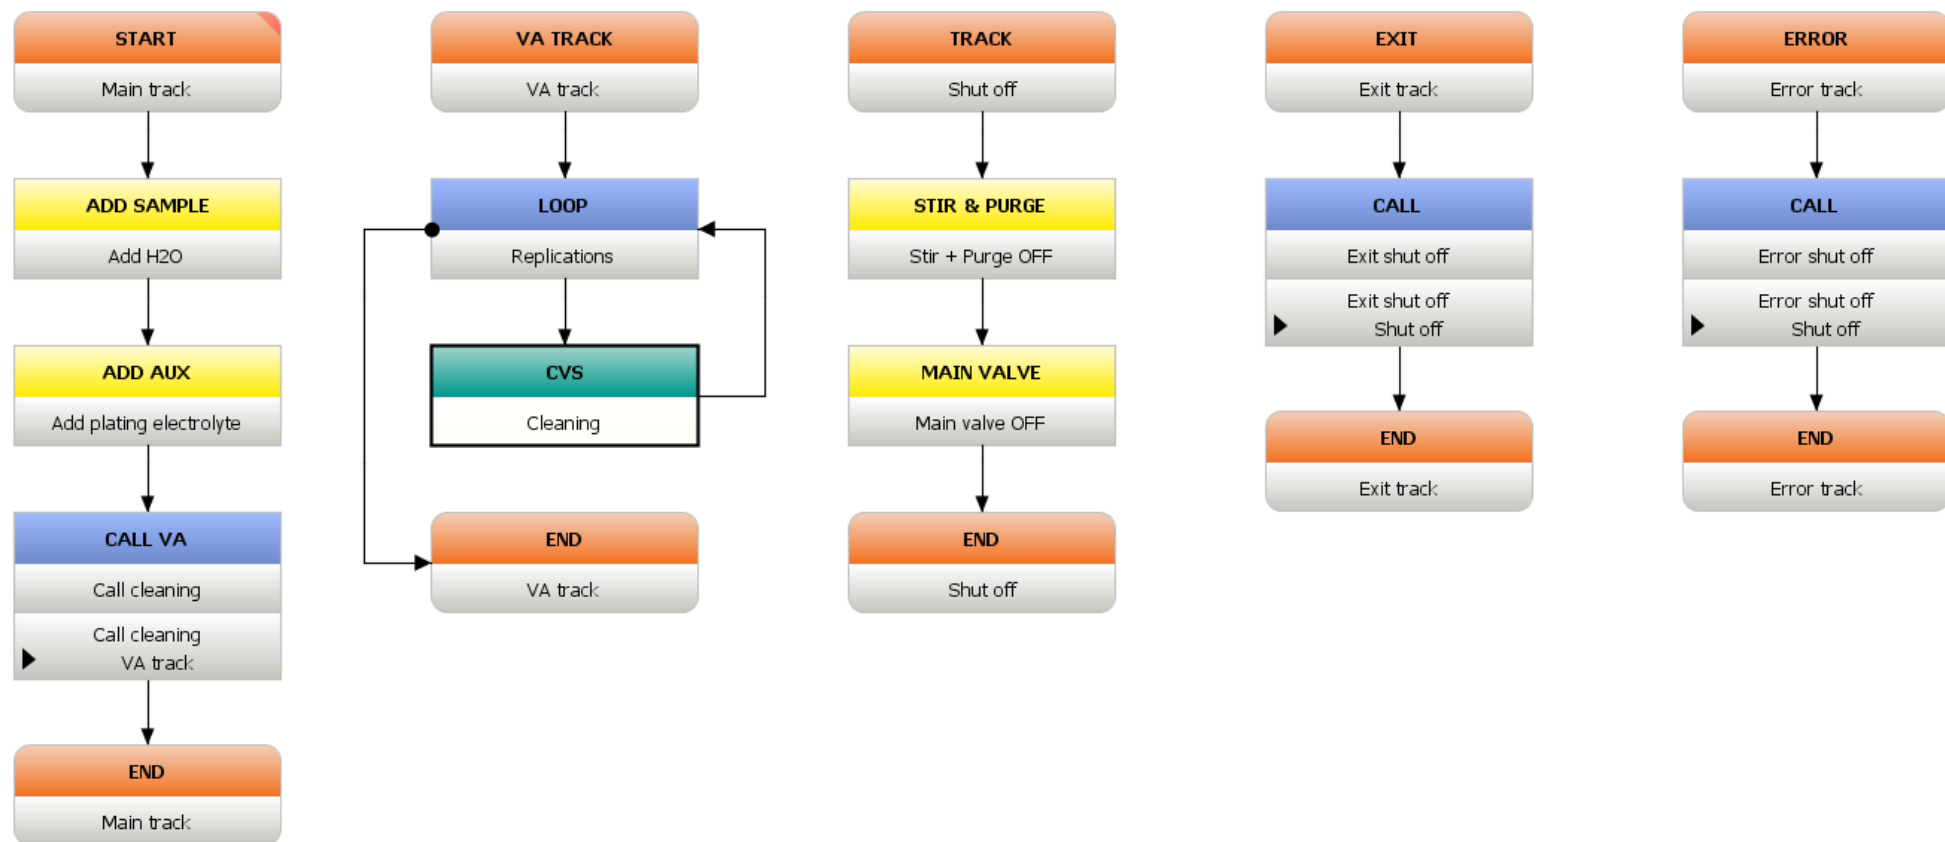 START
Main track
ADD SAMPLE
Add H2O
ADD AUX
Add plating electrolyte
CALL VA
Call cleaning
Call cleaning
VA track
END
Main track
VA TRACK
VA track
LOOP
Replications
CVS
Cleaning
END
VA track
TRACK
Shut off
STIR & PURGE
Stir + Purge OFF
MAIN VALVE
Main valve OFF
END
Shut off
EXIT
Exit track
CALL
Exit shut off
Exit shut off
Shut off
END
Exit track
ERROR
Error track
CALL
Error shut off
Error shut off
Shut off
END
Error track